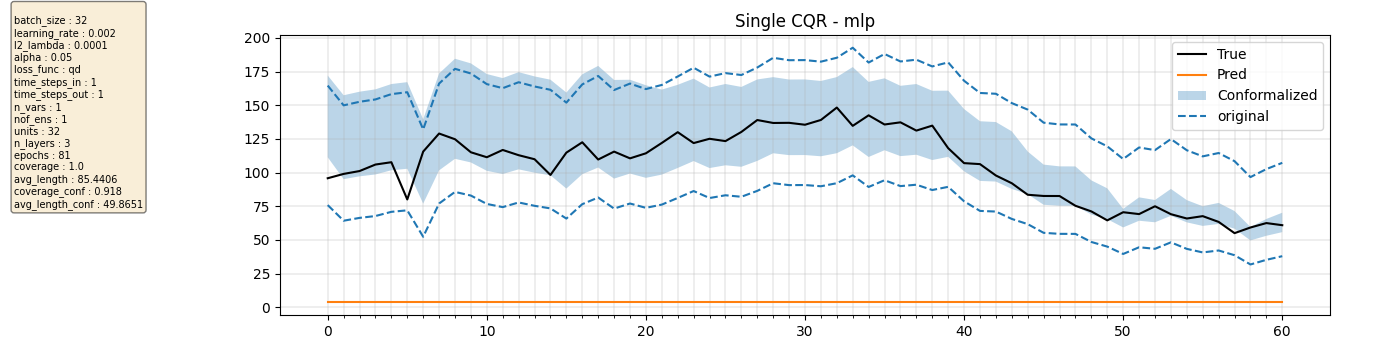 batch_size : 32
learning_rate : 0.002
l2_lambda : 0.0001
alpha : 0.05
loss_func : qd
time_steps_in : 1
time_steps_out : 1
n_vars : 1
nof_ens : 1
units : 32
n_layers : 3
epochs : 81
coverage : 1.0
avg_length : 85.4406
coverage_conf : 0.918
avg_length_conf : 49.8651
Single CQR - mlp
200
175
150
125
100
75
50
25
0
0 10 20 30 40 50 60
True
Pred
Conformalized
original